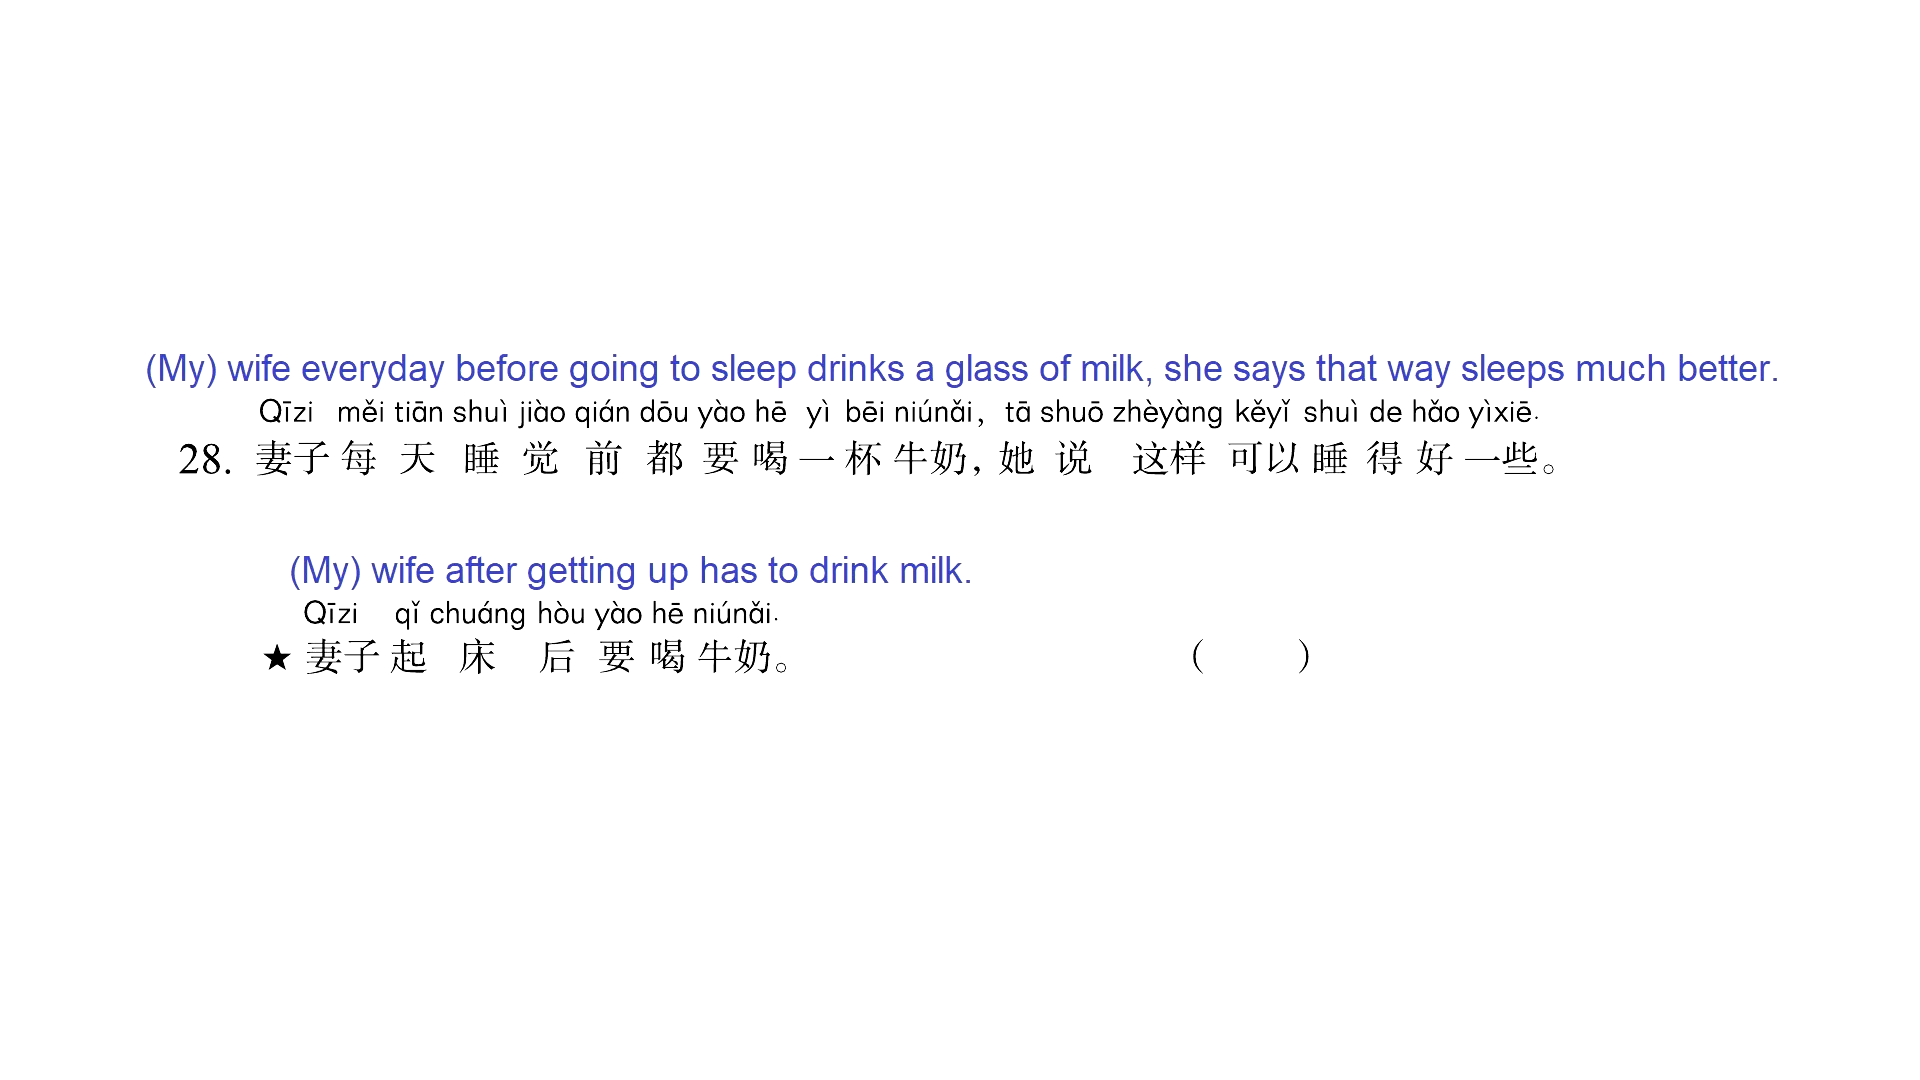 (My) wife everyday before going to sleep drinks a glass of milk, she says that way sleeps much better.
Qīzi měi tiān shuì jiào qián dōu yào hē yì bēi niúnǎi, tā shuō zhèyàng kěyǐ shuì de hǎo yìxiē.
28. 妻子每天睡觉前都要喝一杯牛奶, 她说这样可以睡得好一些。
(My) wife after getting up has to drink milk.
Qīzi qǐ chuáng hòu yào hē niúnǎi.
★ 妻子起床后要喝牛奶。 ( )